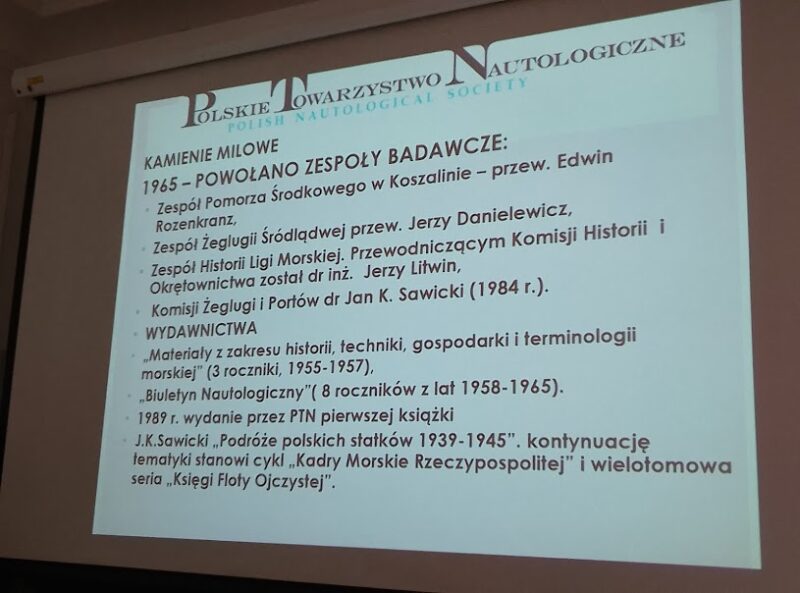 POLSKIE TOWARZYSTWO NAUTOLOGICZNE
POLISH NAUTOLOGICAL SOCIETY
KAMIENIE MILOWE
1965 – POWOŁANO ZESPOŁY BADAWCZE:
Zespół Pomorza Środkowego w Koszalinie – przew. Edwin
Rozenkranz,
Zespół Żeglugii Śródlądwej przew. Jerzy Danielewicz,
Zespół Historii Ligi Morskiej. Przewodniczącym Komisji Historii i
Okrętownictwa został dr inż. Jerzy Litwin,
Komisji Żeglugi i Portów dr Jan K. Sawicki (1984 r.).
WYDAWNICTWA
„Materiały z zakresu historii, techniki, gospodarki i terminologii
morskiej” (3 roczniki, 1955-1957),
„Biuletyn Nautologiczny”( 8 roczników z lat 1958-1965).
1989 r. wydanie przez PTN pierwszej książki
J.K.Sawicki „Podróże polskich statków 1939-1945”. kontynuację
tematyki stanowi cykl „Kadry Morskie Rzeczypospolitej” i wielotomowa
seria „Księgi Floty Ojczystej”.